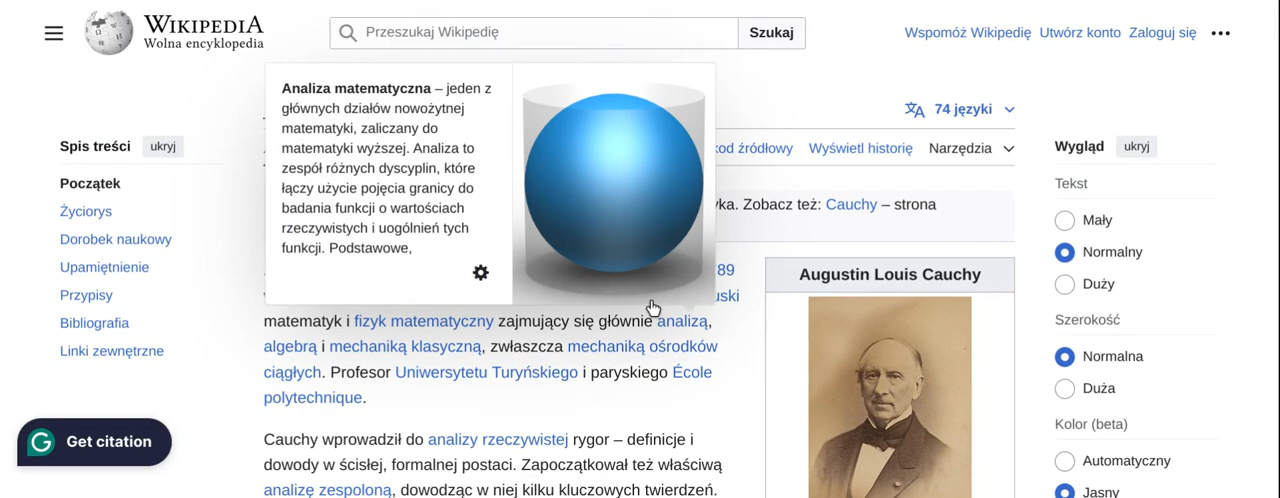 WIKIPEDIA
Wolna encyklopedia
Przeszukaj Wikipedię
Szukaj
Wspomóż Wikipedię Utwórz konto Zaloguj się
Analiza matematyczna – jeden z
głównych działów nowożytnej
matematyki, zaliczany do
matematyki wyższej. Analiza to
zespół różnych dyscyplin, które
łączy użycie pojęcia granicy do
badania funkcji o wartościach
rzeczywistych i uogólnień tych
funkcji. Podstawowe,
74 języki
kod źródłowy Wyświetl historię Narzędzia
Zobacz też: Cauchy – strona
Spis treści ukryj
Początek
Życiorys
Dorobek naukowy
Upamiętnienie
Przypisy
Bibliografia
Linki zewnętrzne
Get citation
89
matematyk i fizyk matematyczny zajmujący się głównie analizą,
algebrą i mechaniką klasyczną, zwłaszcza mechaniką ośrodków
ciągłych. Profesor Uniwersytetu Turyńskiego i paryskiego École
polytechnique.
Cauchy wprowadził do analizy rzeczywistej rygor – definicje i
dowody w ścisłej, formalnej postaci. Zapoczątkował też właściwą
analizę zespoloną, dowodząc w niej kilku kluczowych twierdzeń.
Augustin Louis Cauchy
Wygląd ukryj
Tekst
Mały
Normalny
Duży
Szerokość
Normalna
Duża
Kolor (beta)
Automatyczny
Jasny